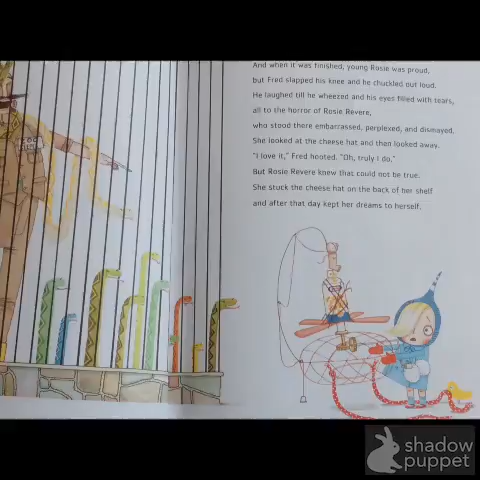 And when it was finished, young Rosie was proud,
but Fred slapped his knee and he chuckled out loud.
He laughed till he wheezed and his eyes filled with tears,
all to the horror of Rosie Revere,
who stood there embarrassed, perplexed, and dismayed.
She looked at the cheese hat and then looked away.
"I love it," Fred hooted. "Oh, truly I do."
But Rosie Revere knew that could not be true.
She stuck the cheese hat on the back of her shelf
and after that day kept her dreams to herself.
shadow
puppet